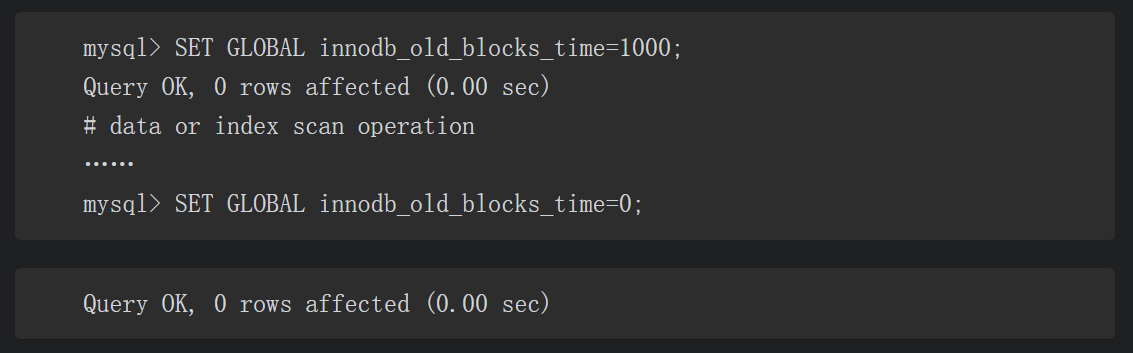 mysql> SET GLOBAL innodb_old_blocks_time=1000;
Query OK, 0 rows affected (0.00 sec)
# data or index scan operation
……
mysql> SET GLOBAL innodb_old_blocks_time=0;
Query OK, 0 rows affected (0.00 sec)